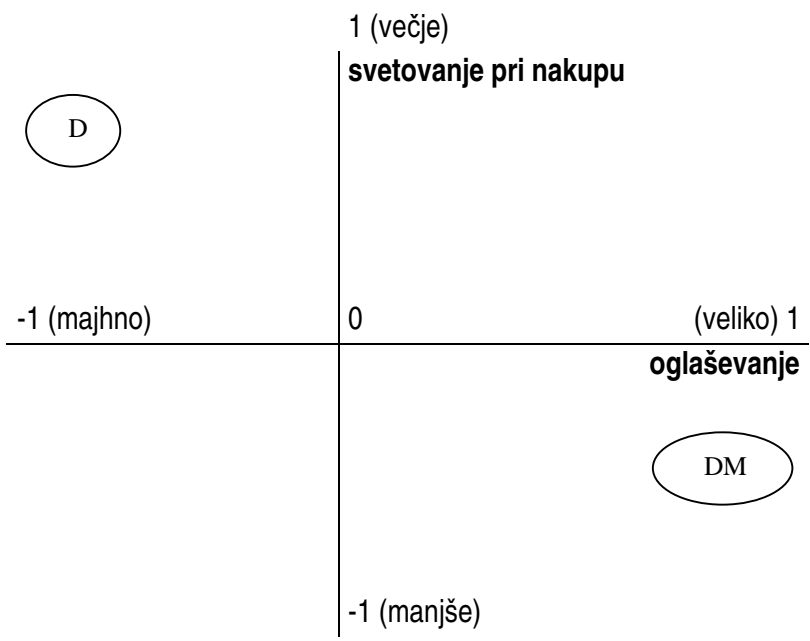 1 (večje)
svetovanje pri nakupu
D
-1 (majhno) 0 (veliko) 1
oglaševanje
DM
-1 (manjše)